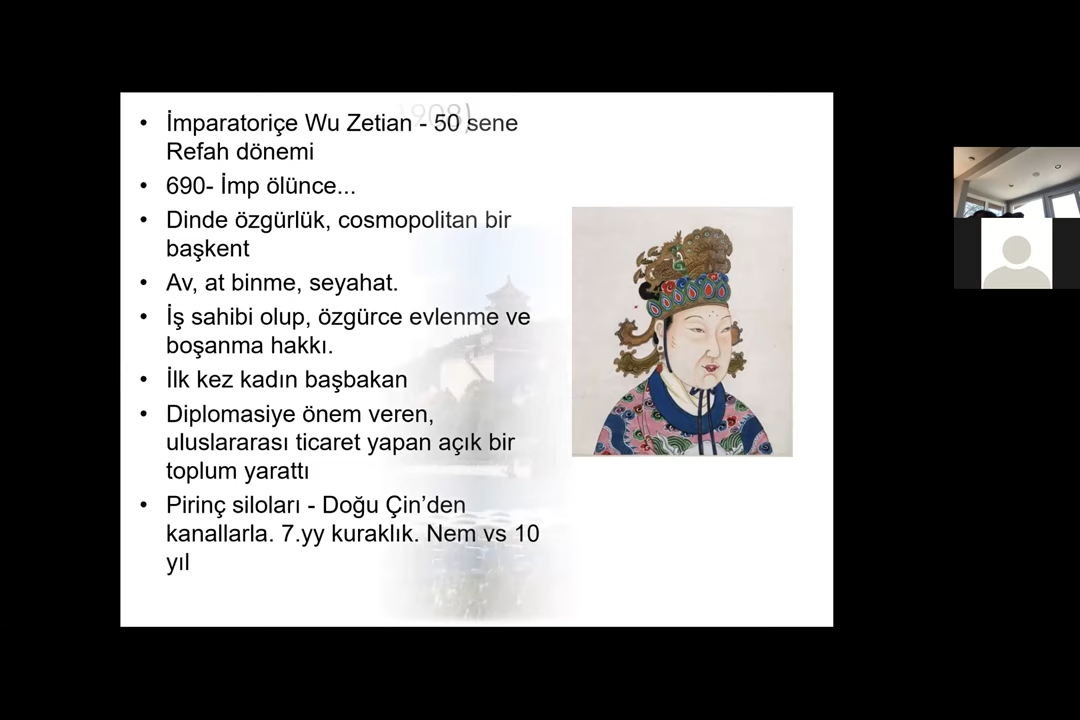 1908)
• İmparatoriçe Wu Zetian - 50 sene
Refah dönemi
• 690- İmp ölünce...
• Dinde özgürlük, cosmopolitan bir
başkent
• Av, at binme, seyahat.
• İş sahibi olup, özgürce evlenme ve
boşanma hakkı.
• İlk kez kadın başbakan
• Diplomasiye önem veren,
uluslararası ticaret yapan açık bir
toplum yarattı
• Pirinç siloları - Doğu Çin’den
kanallarla. 7.yy kuraklık. Nem vs 10
yıl